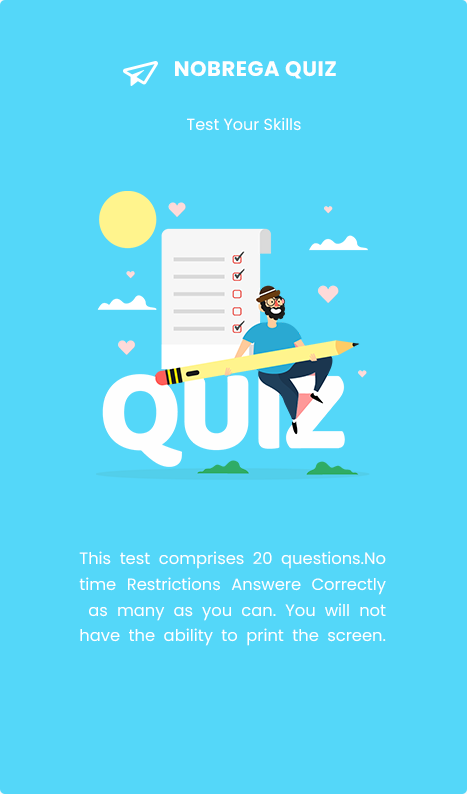 NOBREGA QUIZ
Test Your Skills
QUIZ
This test comprises 20 questions.No
time Restrictions Answere Correctly
as many as you can. You will not
have the ability to print the screen.